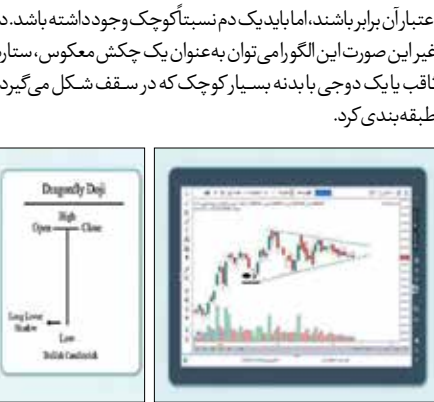 اعتبار آن برابر باشند، اما باید یک دم نسبتاً کوچک وجود داشته باشد. در
غیر این صورت این الگو را می‌توان به‌عنوان یک چکش معکوس، ستاره
ثاقب یا یک دوجی با بدنه بسیار کوچک که در سقف شکل می‌گیرد
طبقه‌بندی کرد.
Dragonfly Doji
High
Open Close
Long Lower
Shadow
Low
Bullish Candlestick